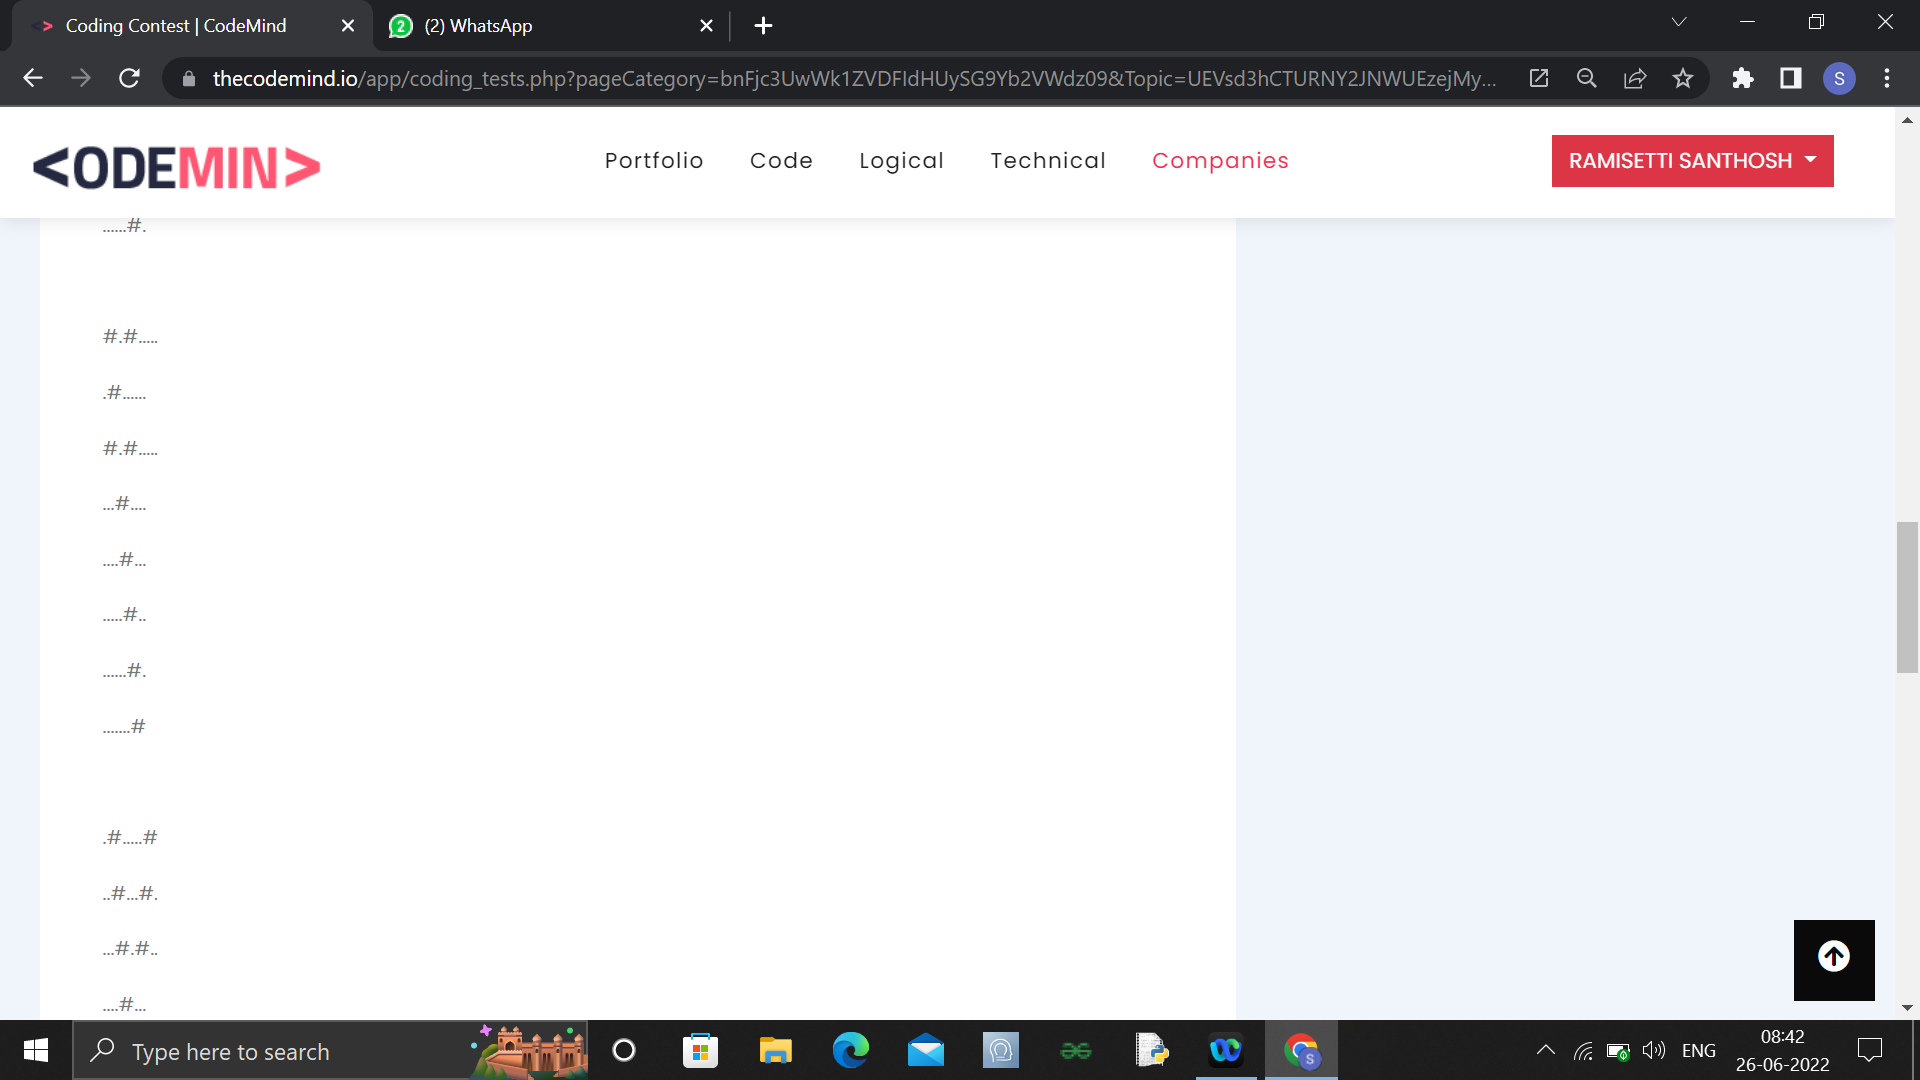 Coding Contest | CodeMind
(2) WhatsApp
thecodemind.io/app/coding_tests.php?pageCategory=bnFjc3UwWk1ZVDFIdHUySG9Yb2VWdz09&Topic=UEVsd3hCTURNY2JNWUEzejMy...
S
<ODEMIN>
Portfolio
Code
Logical
Technical
Companies
RAMISETTI SANTHOSH
......#.
#.#.....
.#......
#.#.....
...#....
....#...
.....#..
......#.
.......#
.#.....#
..#...#.
...#.#..
....#...
Type here to search
ENG
08:42
26-06-2022